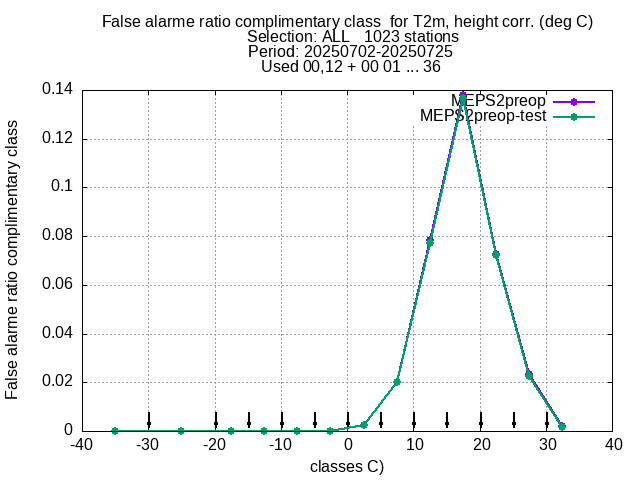 False alarme ratio complimentary class  for T2m, height corr. (deg C)
Selection: ALL   1023 stations
Period: 20250702-20250725
Used 00,12 + 00 01 ... 36
MEPS2preop
MEPS2preop-test
0.14
0.12
0.1
0.08
0.06
0.04
0.02
0
False alarme ratio complimentary class
-40 -30 -20 -10 0 10 20 30 40
classes C)